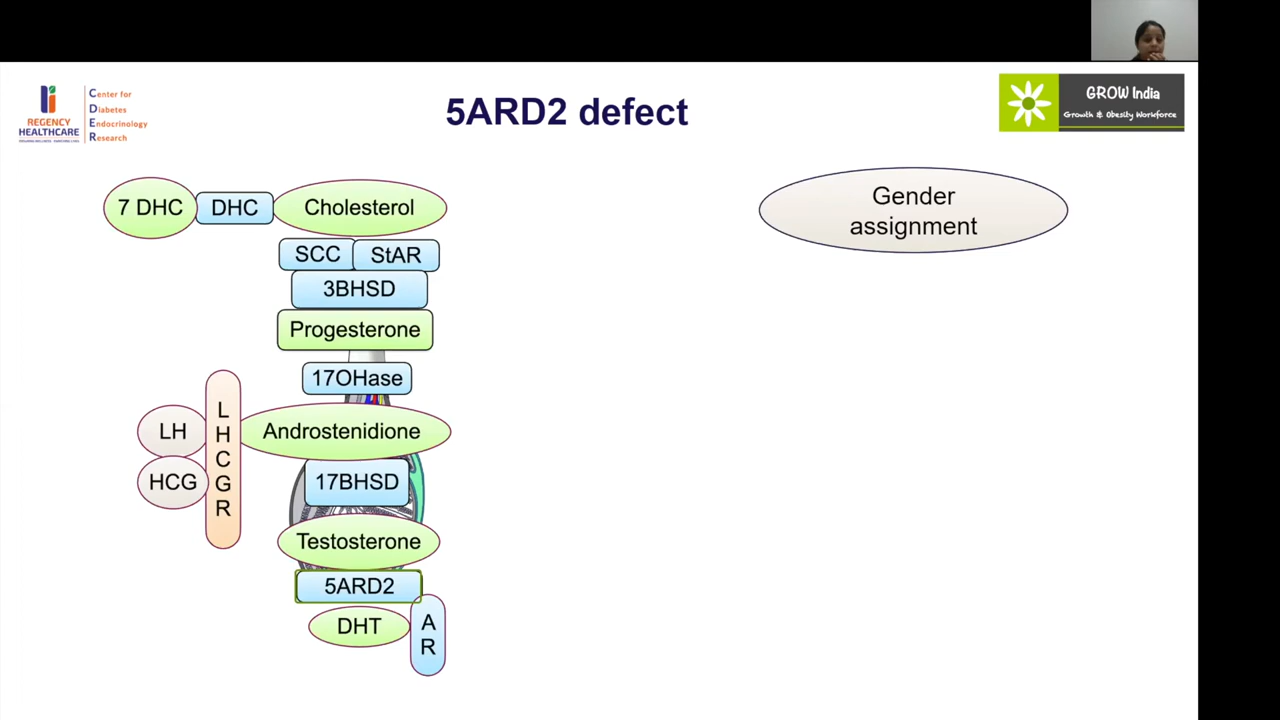 REGENCY
HEALTHCARE
Center for
Diabetes
Endocrinology
Research
5ARD2 defect
GROW India
Growth & Obesity Workforce
7 DHC
DHC
Cholesterol
SCC
StAR
3BHSD
Progesterone
17OHase
LH
HCG
L
H
C
G
R
Androstenidione
17BHSD
Testosterone
5ARD2
DHT
A
R
Gender
assignment